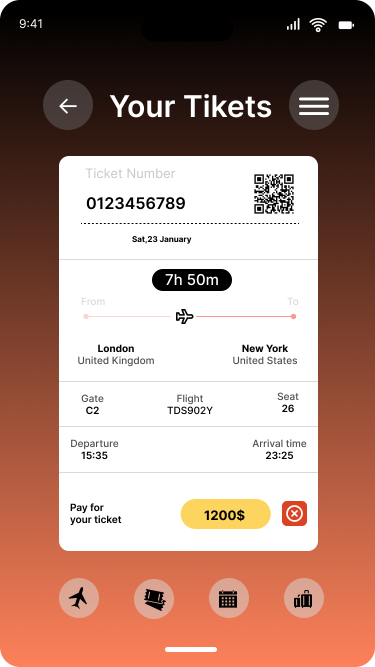 9:41
Your Tikets
Ticket Number
0123456789
Sat,23 January
7h 50m
From To
London New York
United Kingdom United States
Gate Flight Seat
C2 TDS902Y 26
Departure Arrival time
15:35 23:25
Pay for
your ticket
1200$